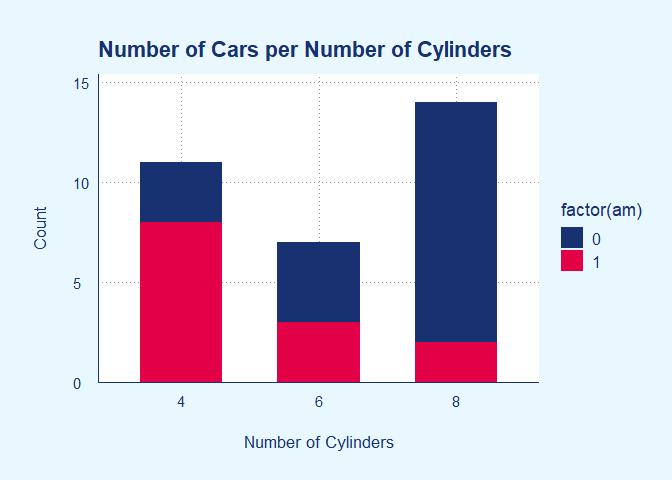 Number of Cars per Number of Cylinders
15
10
5
0
Count
4 6 8
Number of Cylinders
factor(am)
0
1